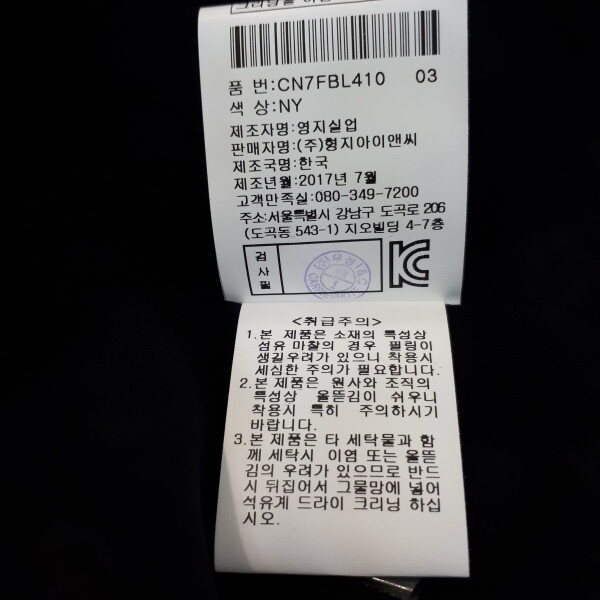 품 번:CN7FBL410 03
색 상:NY
제조자명:영지실업
판매자명:(주)형지아이앤씨
제조국명:한국
제조년월:2017년 7월
고객만족실:080-349-7200
주소:서울특별시 강남구 도곡로 206
(도곡동 543-1) 지오빌딩 4-7층
검
사
필
<취급주의>
1.본 제품은 소재의 특성상
섬유 마찰의 경우 필링이
생길우려가 있으니 착용시
세심한 주의가 필요합니다.
2.본 제품은 원사와 조직의
특성상 올뜯김이 쉬우니
착용시 특히 주의하시기
바랍니다.
3.본 제품은 타 세탁물과 함
께 세탁시 이염 또는 올뜯
김의 우려가 있으므로 반드
시 뒤집어서 그물망에 넣어
석유계 드라이 크리닝 하십
시오.